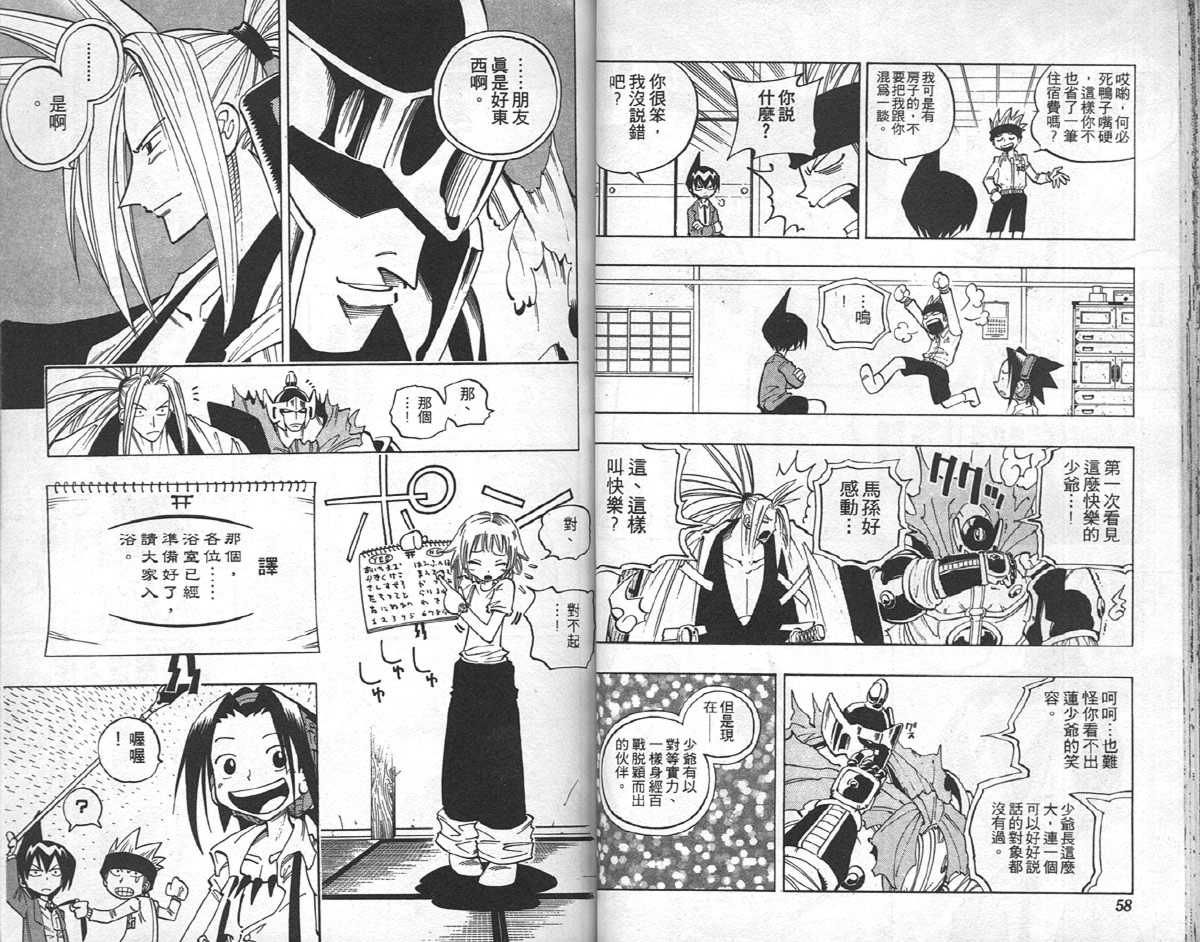 哎喲，何必
死鴨子嘴硬
，這樣你不
也省了一筆
住宿費嗎？
我可是有
房子的，不
要把我跟你
混為一談。
你說
什麼？
你很笨，
我沒說錯
吧？
…嗚
！
第一次看見
這麼快樂的
少爺…！
ググッ
馬孫好
感動…
這、這樣
叫快樂？
呵呵…也難
怪你看不出
蓮少爺的笑
容。
少爺長這麼
大，連一個
可以好好說
話的對象都
沒有過。
但是現
在──
少爺有以
對等實力、
一樣身經百
戰脫穎而出
的伙伴。
58
……朋友
真是好東
西啊。
……
是啊
。
那、
那個
…！
對、
對不起
…！
しゅ
しゅ
しゅ
譯
那個，
各位……
浴室已經
準備好了，
請大家入
浴。
喔喔
！
？